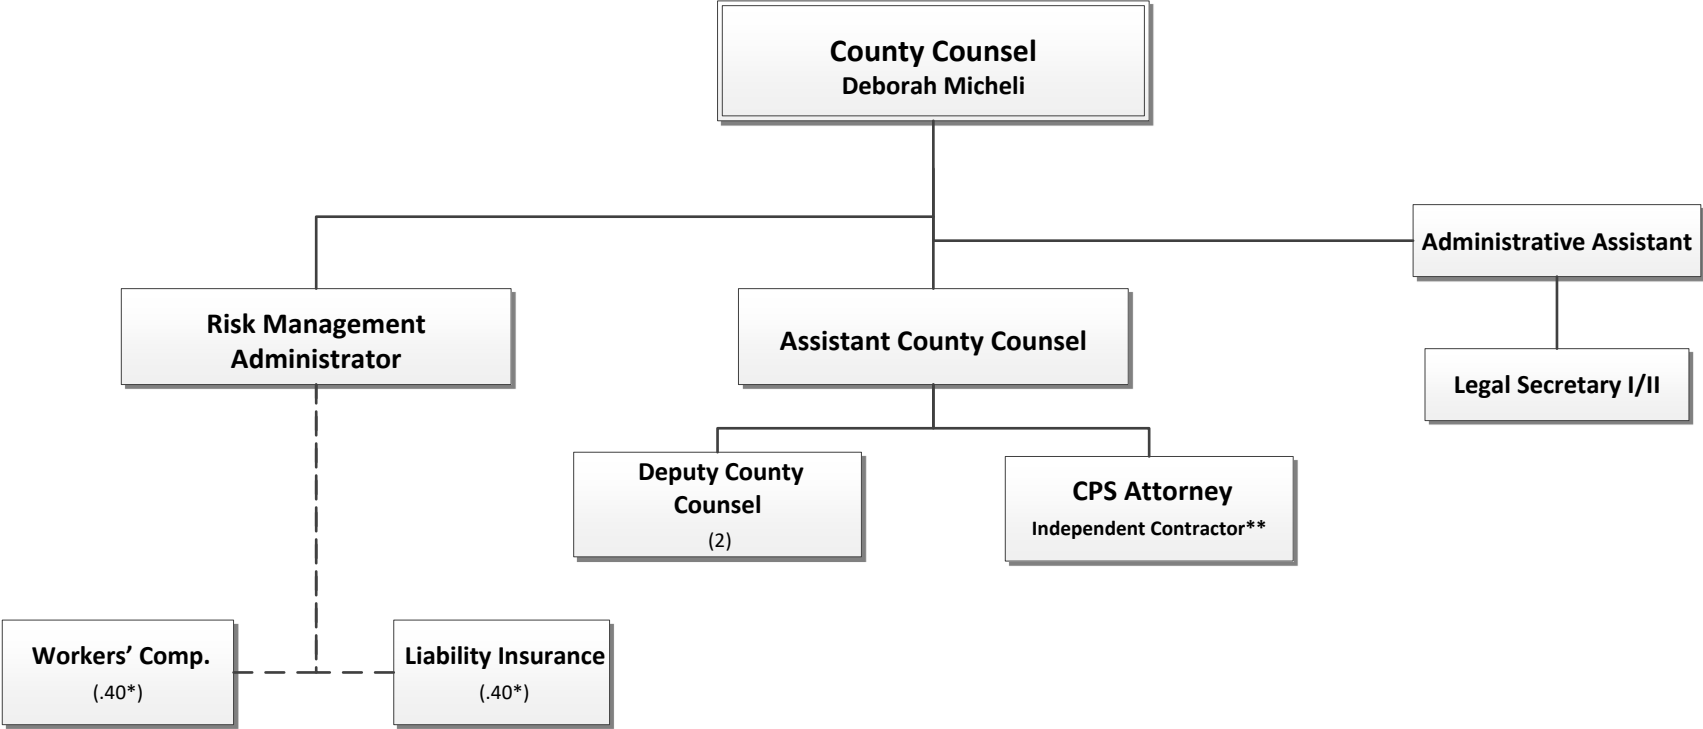 County Counsel
Deborah Micheli
Administrative Assistant
Risk Management
Administrator
Assistant County Counsel
Legal Secretary I/II
Deputy County
Counsel
(2)
CPS Attorney
Independent Contractor**
Workers’ Comp.
(.40*)
Liability Insurance
(.40*)